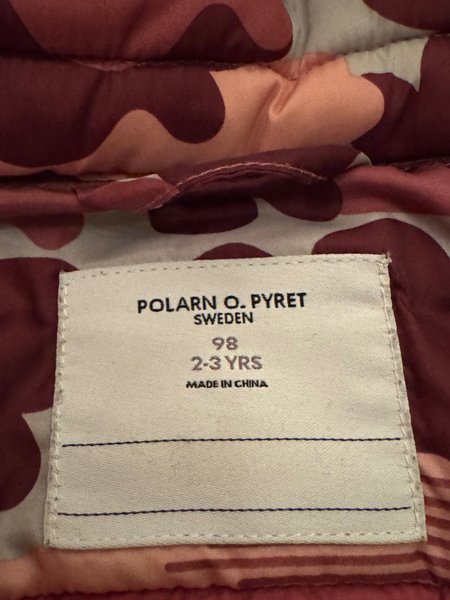 POLARN O. PYRET
SWEDEN
98
2-3 YRS
MADE IN CHINA